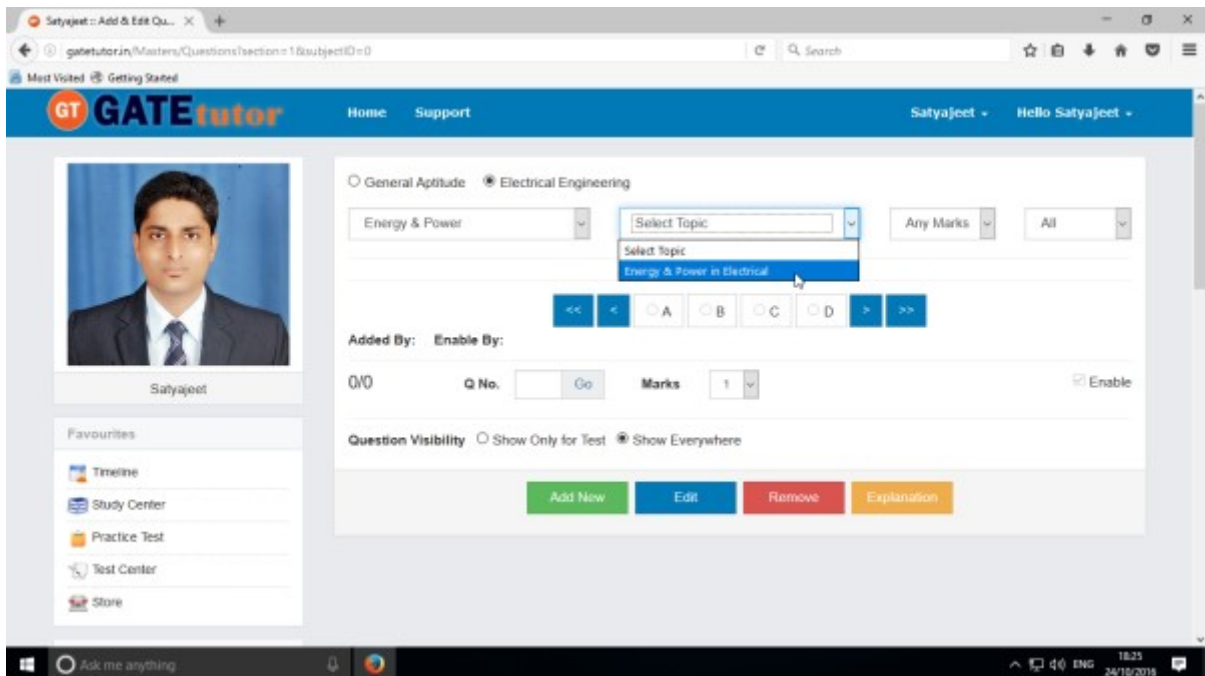 Satyajeet :: Add & Edit Qu...
gatetutor.in/Masters/Questions?section=1&subjectID=0
Search
Most Visited Getting Started
GT GATEtutor Home Support Satyajeet Hello Satyajeet
General Aptitude Electrical Engineering
Energy & Power Select Topic Any Marks All
Select Topic
Energy & Power in Electrical
<< < A B C D > >>
Added By: Enable By:
0/0 Q No. Go Marks 1 Enable
Question Visibility Show Only for Test Show Everywhere
Add New Edit Remove Explanation
Satyajeet
Favourites
Timeline
Study Center
Practice Test
Test Center
Store
Ask me anything
ENG 18:25
24/10/2016